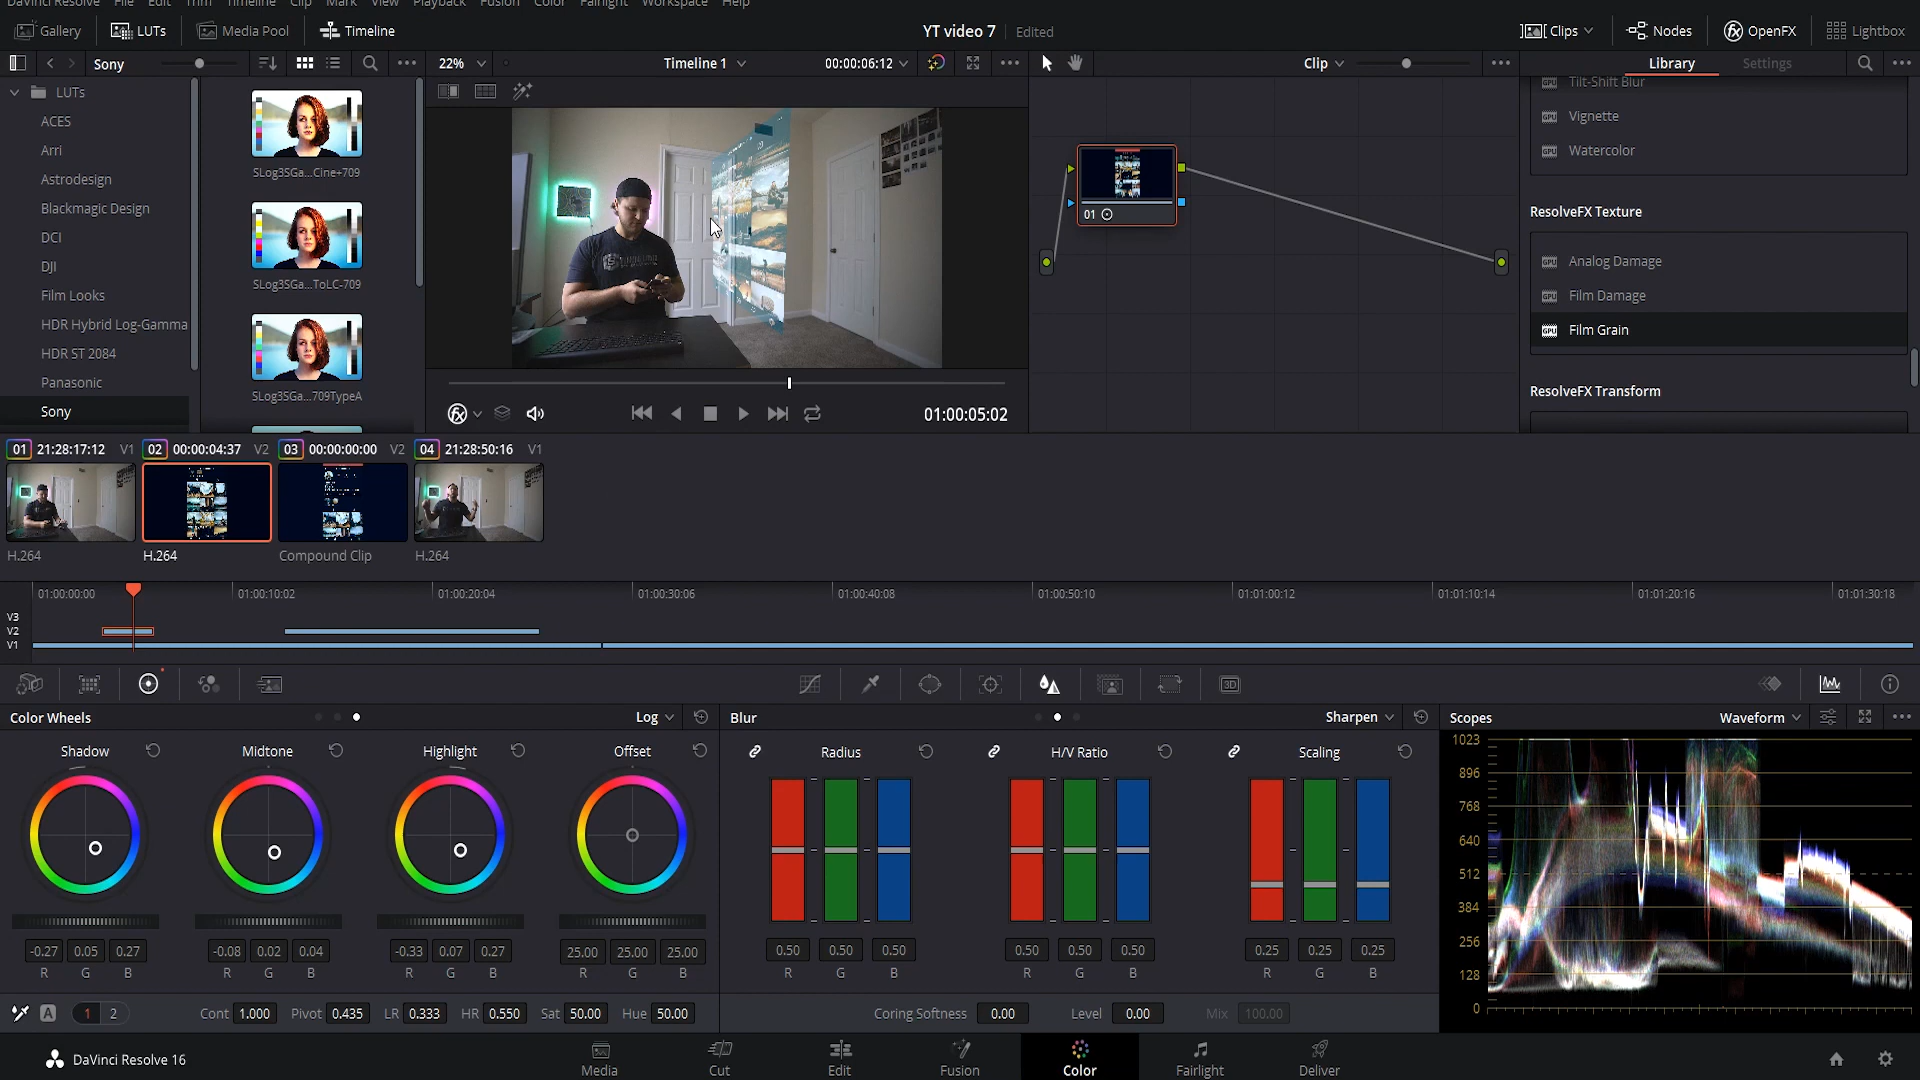 DaVinci Resolve File Edit Trim Timeline Clip Mark View Playback Fusion Color Fairlight Workspace Help
Gallery LUTs Media Pool Timeline YT video 7 Edited Clips Nodes OpenFX Lightbox
Sony 22% Timeline 1 00:00:06:12 Clip Library Settings
LUTs
ACES
Arri
Astrodesign
Blackmagic Design
DCI
DJI
Film Looks
HDR Hybrid Log-Gamma
HDR ST 2084
Panasonic
Sony
SLog3SGa...Cine+709
SLog3SGa...ToLC-709
SLog3SGa...709TypeA
01:00:05:02
01
Tilt-Shift Blur
Vignette
Watercolor
ResolveFX Texture
GPU Analog Damage
GPU Film Damage
GPU Film Grain
ResolveFX Transform
01 21:28:17:12 V1 02 00:00:04:37 V2 03 00:00:00:00 V2 04 21:28:50:16 V1
H.264 H.264 Compound Clip H.264
01:00:00:00 01:00:10:02 01:00:20:04 01:00:30:06 01:00:40:08 01:00:50:10 01:01:00:12 01:01:10:14 01:01:20:16 01:01:30:18
V3
V2
V1
3D
Color Wheels Log Blur Sharpen Scopes Waveform
Shadow Midtone Highlight Offset Radius H/V Ratio Scaling
1023
896
768
640
512
384
256
128
0
-0.27 0.05 0.27 -0.08 0.02 0.04 -0.33 0.07 0.27 25.00 25.00 25.00 0.50 0.50 0.50 0.50 0.50 0.50 0.25 0.25 0.25
R G B R G B R G B R G B R G B R G B R G B
A 1 2 Cont 1.000 Pivot 0.435 LR 0.333 HR 0.550 Sat 50.00 Hue 50.00 Coring Softness 0.00 Level 0.00 Mix 100.00
DaVinci Resolve 16 Media Cut Edit Fusion Color Fairlight Deliver